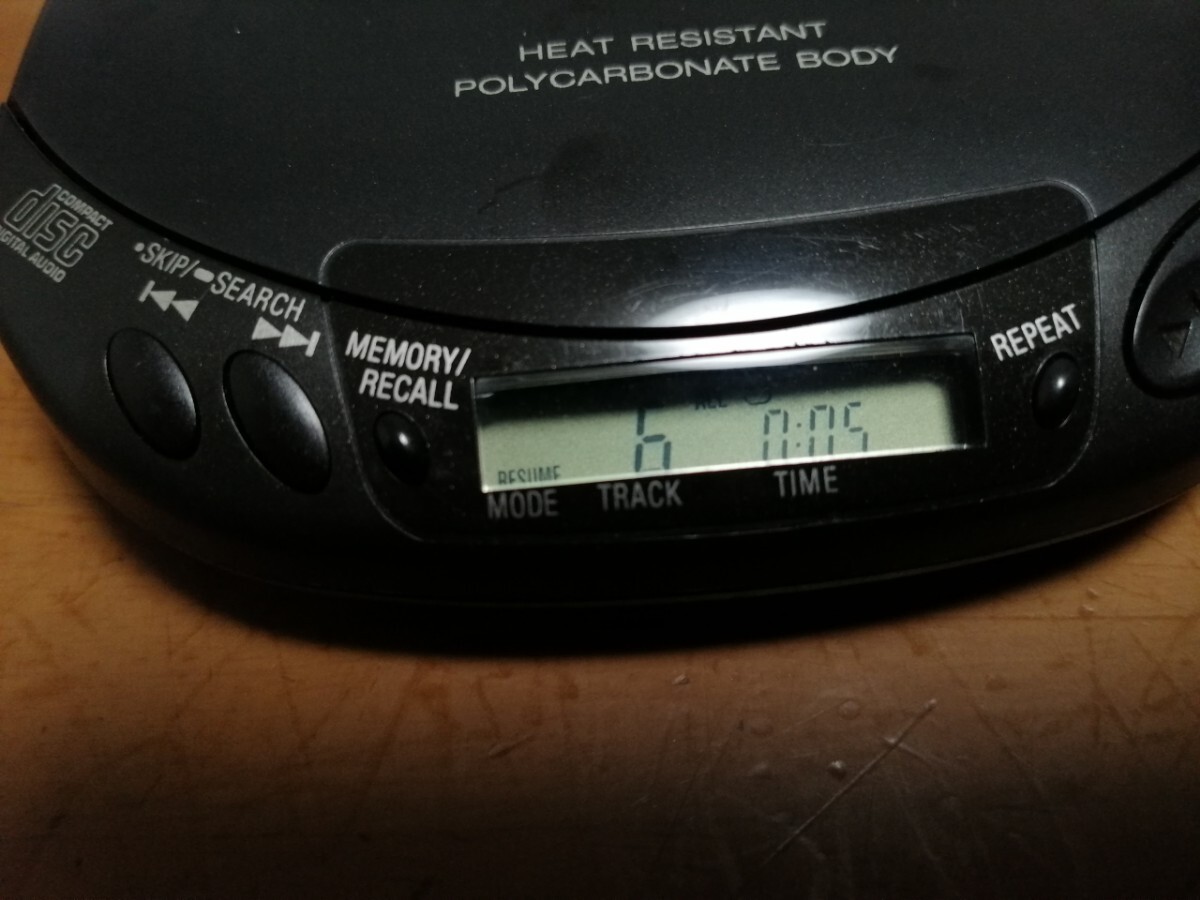 HEAT RESISTANT
POLYCARBONATE BODY
COMPACT
disc
DIGITAL AUDIO
•SKIP/SEARCH
MEMORY/
RECALL
REPEAT
ALL
6 0:05
RESUME
MODE TRACK TIME